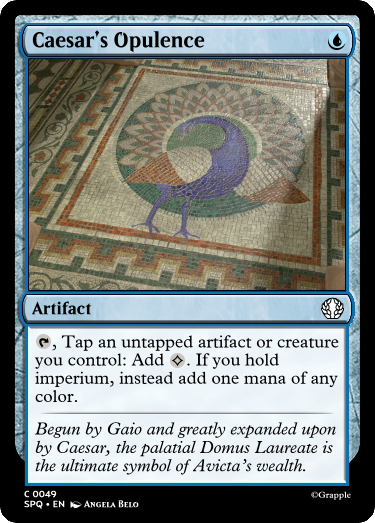 Caesar's Opulence
Artifact
, Tap an untapped artifact or creature
you control: Add . If you hold
imperium, instead add one mana of any
color.
Begun by Gaio and greatly expanded upon
by Caesar, the palatial Domus Laureate is
the ultimate symbol of Avicta's wealth.
C 0049
©Grapple
SPQ • EN Angela Belo